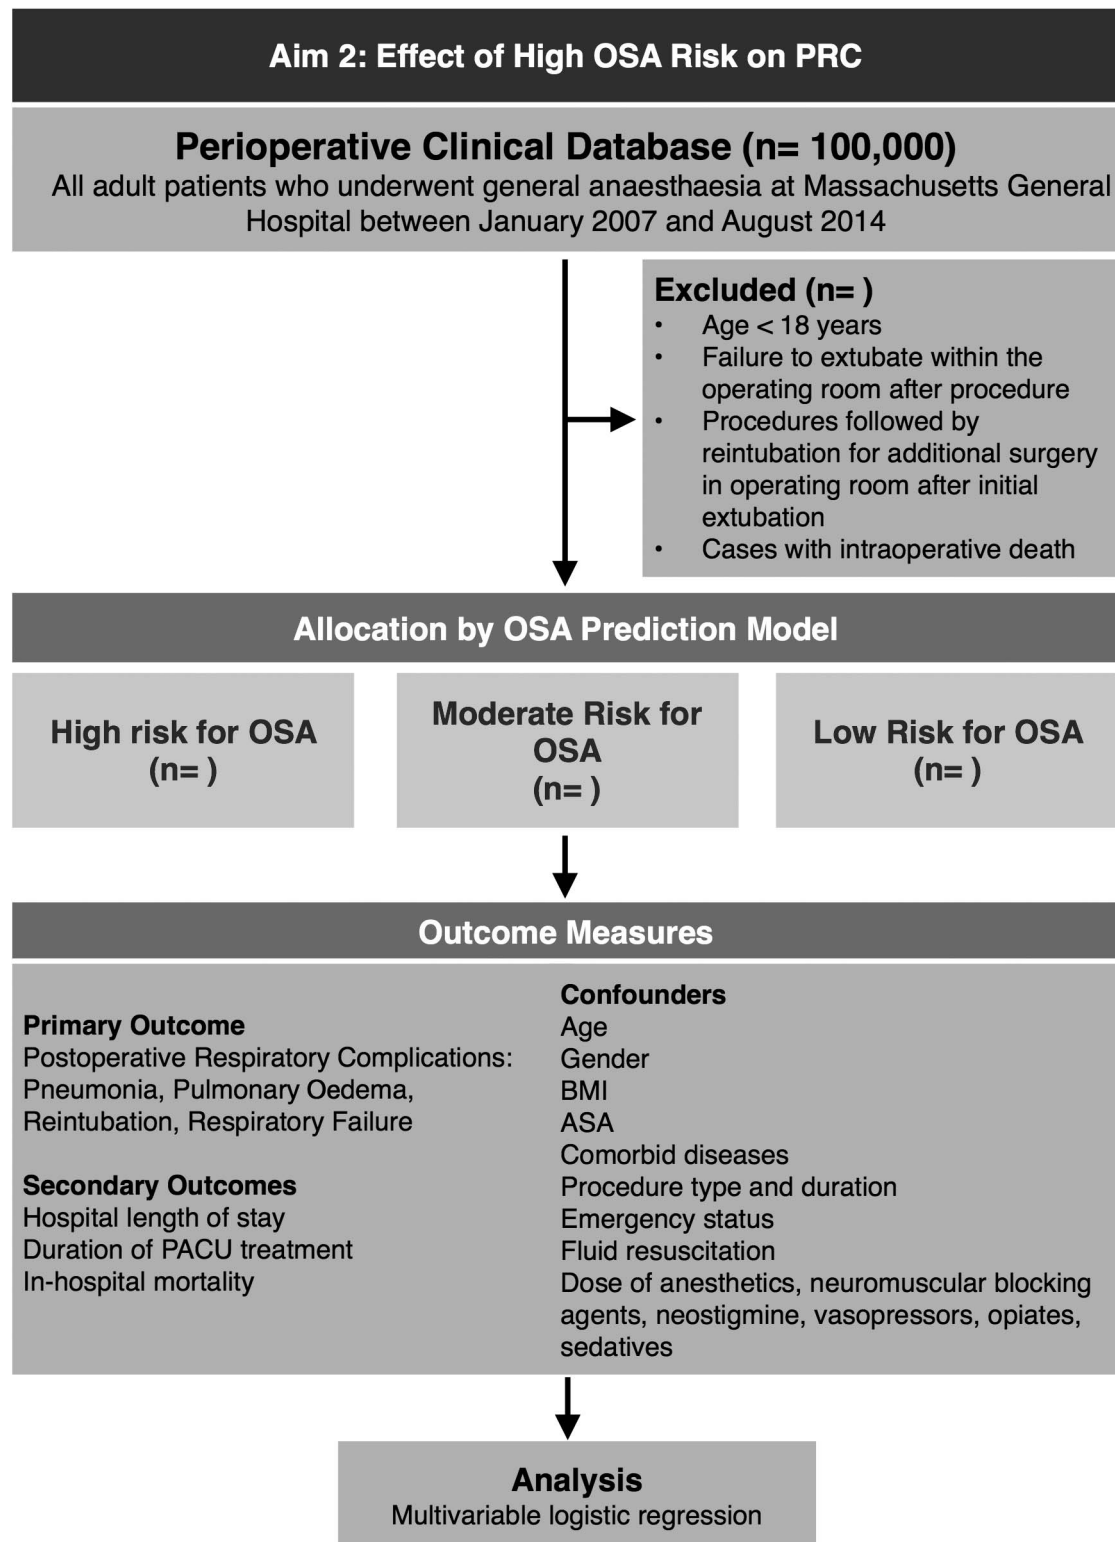 Aim 2: Effect of High OSA Risk on PRC
Perioperative Clinical Database (n= 100,000)
All adult patients who underwent general anaesthaesia at Massachusetts General
Hospital between January 2007 and August 2014
Excluded (n= )
• Age < 18 years
• Failure to extubate within the
operating room after procedure
• Procedures followed by
reintubation for additional surgery
in operating room after initial
extubation
• Cases with intraoperative death
Allocation by OSA Prediction Model
High risk for OSA
(n= )
Moderate Risk for
OSA
(n= )
Low Risk for OSA
(n= )
Outcome Measures
Primary Outcome
Postoperative Respiratory Complications:
Pneumonia, Pulmonary Oedema,
Reintubation, Respiratory Failure
Secondary Outcomes
Hospital length of stay
Duration of PACU treatment
In-hospital mortality
Confounders
Age
Gender
BMI
ASA
Comorbid diseases
Procedure type and duration
Emergency status
Fluid resuscitation
Dose of anesthetics, neuromuscular blocking
agents, neostigmine, vasopressors, opiates,
sedatives
Analysis
Multivariable logistic regression